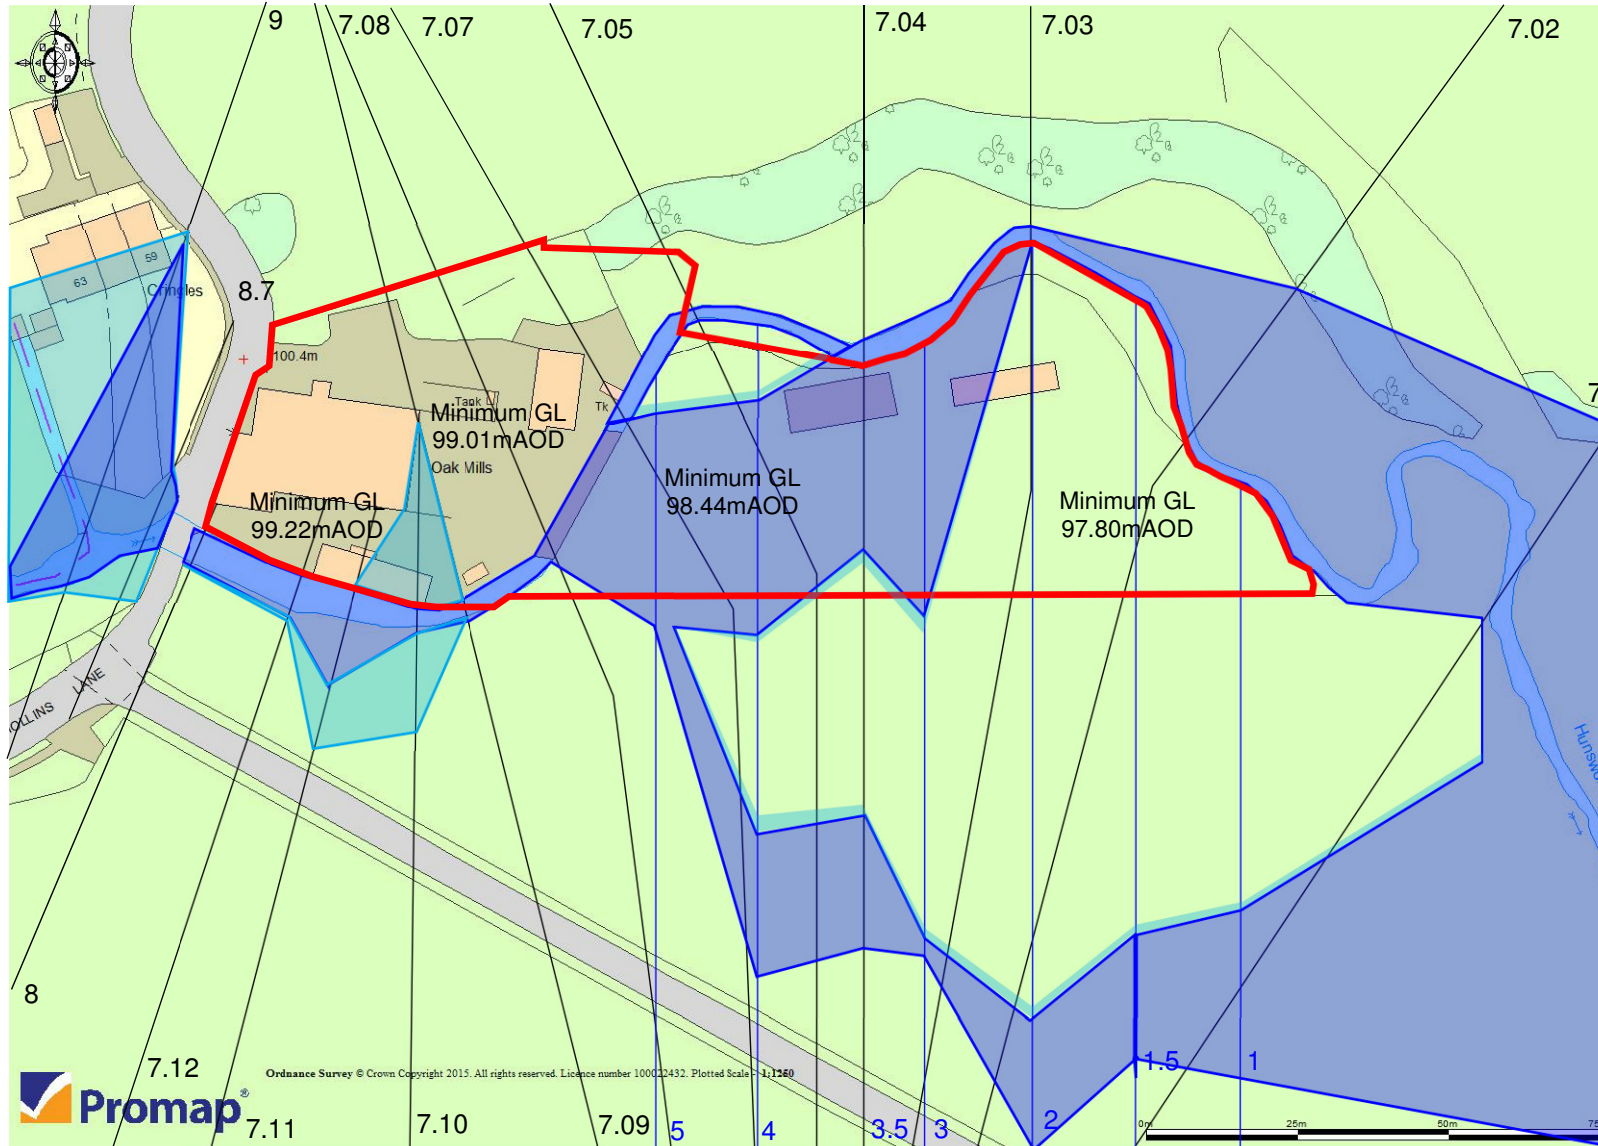 9
7.08
7.07
7.05
7.04
7.03
7.02
59
63
Cringles
8.7
100.4m
Tank
Tk
Minimum GL
99.01mAOD
Oak Mills
Minimum GL
99.22mAOD
Minimum GL
98.44mAOD
Minimum GL
97.80mAOD
7
LANE
8
7.12
7.11
7.10
7.09
5
4
3.5
3
2
1.5
1
Ordnance Survey © Crown Copyright 2015. All rights reserved. Licence number 100022432. Plotted Scale - 1:1250
Promap®
0m
25m
50m